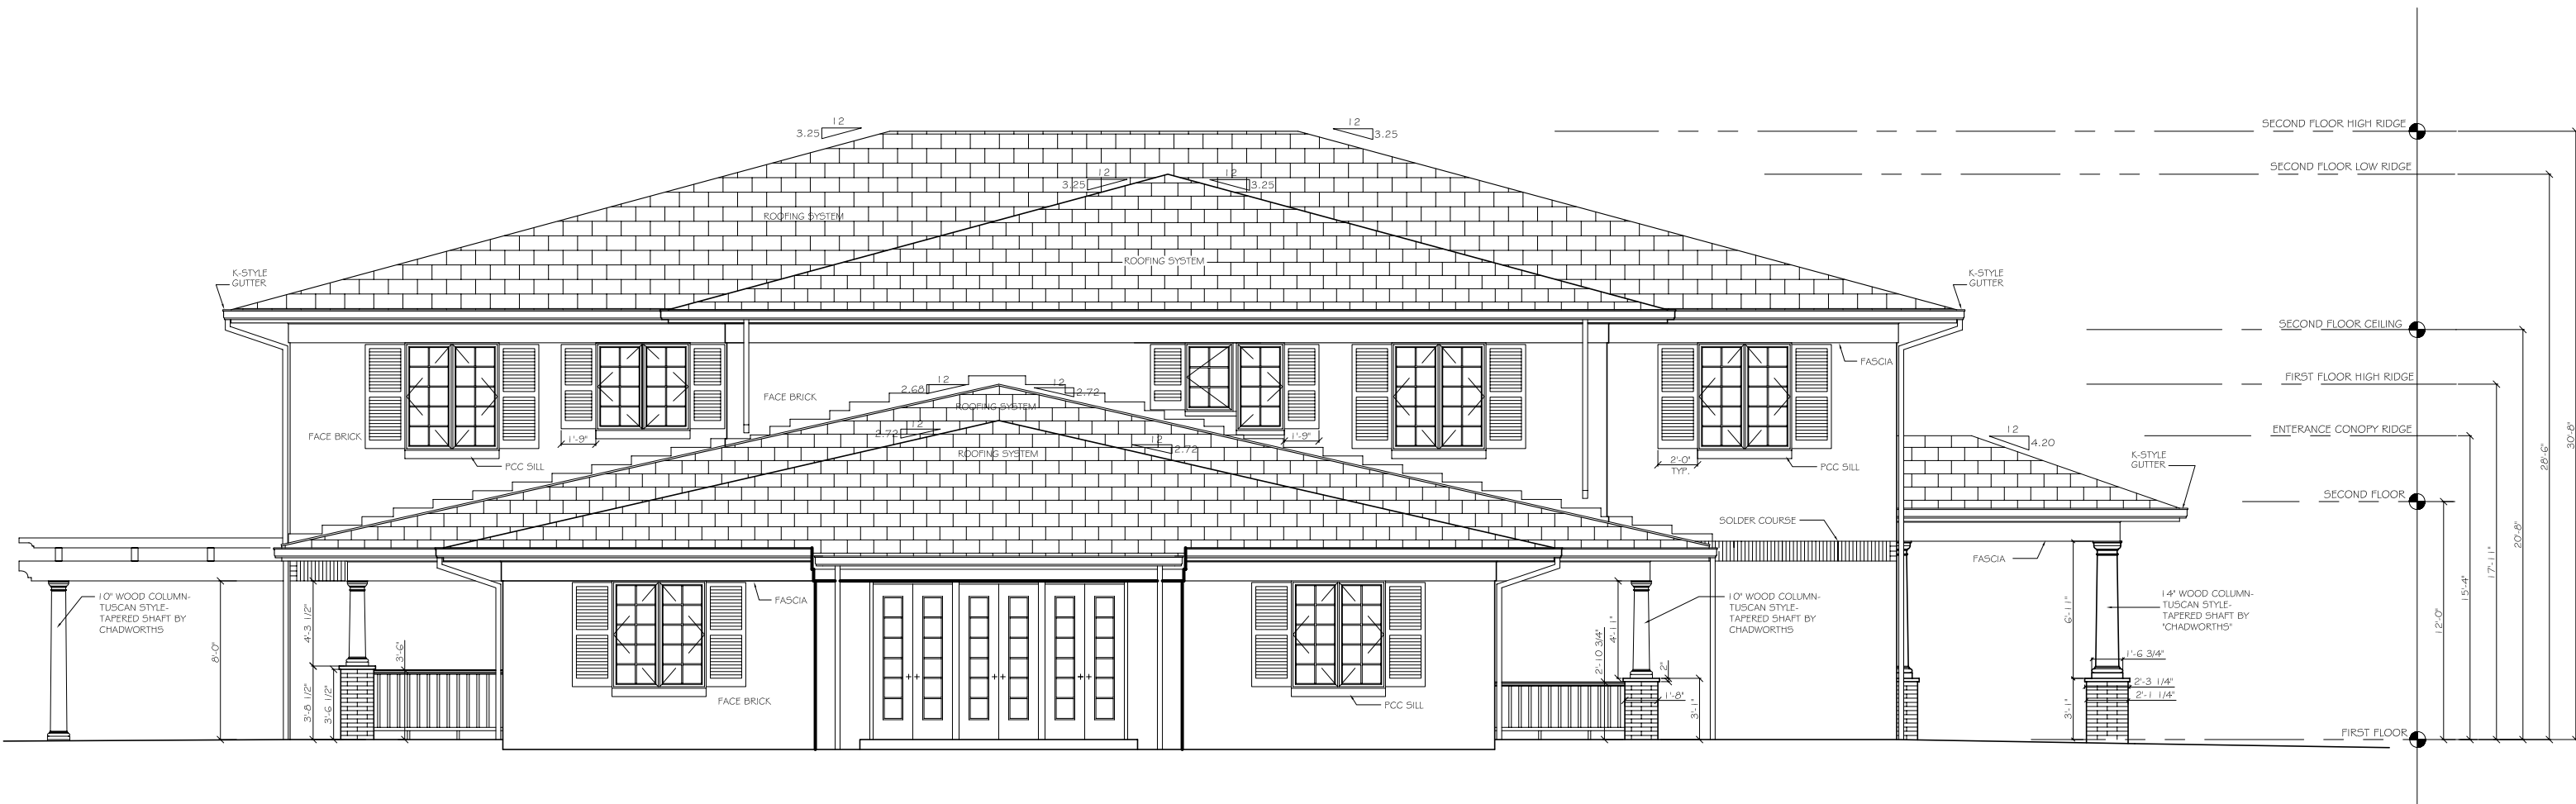 12
3.25
12
3.25
SECOND FLOOR HIGH RIDGE
12
3.25
12
3.25
SECOND FLOOR LOW RIDGE
ROOFING SYSTEM
ROOFING SYSTEM
K-STYLE
GUTTER
K-STYLE
GUTTER
SECOND FLOOR CEILING
FASCIA
FIRST FLOOR HIGH RIDGE
12
2.68
12
2.72
FACE BRICK
ROOFING SYSTEM
FACE BRICK
1'-9"
12
2.72
12
2.72
1'-9"
ENTERANCE CONOPY RIDGE
12
4.20
ROOFING SYSTEM
PCC SILL
2'-0"
TYP.
PCC SILL
K-STYLE
GUTTER
SECOND FLOOR
SOLDER COURSE
FASCIA
10" WOOD COLUMN-
TUSCAN STYLE-
TAPERED SHAFT BY
CHADWORTHS
FASCIA
10" WOOD COLUMN-
TUSCAN STYLE-
TAPERED SHAFT BY
CHADWORTHS
14" WOOD COLUMN-
TUSCAN STYLE-
TAPERED SHAFT BY
"CHADWORTHS"
8'-0"
4'-3 1/2"
3'-8 1/2"
3'-6 1/2"
3'-6"
FACE BRICK
PCC SILL
2'-10 3/4"
4'-11"
2"
1'-8"
3'-1"
6'-11"
3'-1"
1'-6 3/4"
2'-3 1/4"
2'-1 1/4"
FIRST FLOOR
12'-0"
15'-4"
17'-11"
20'-8"
28'-6"
30'-8"